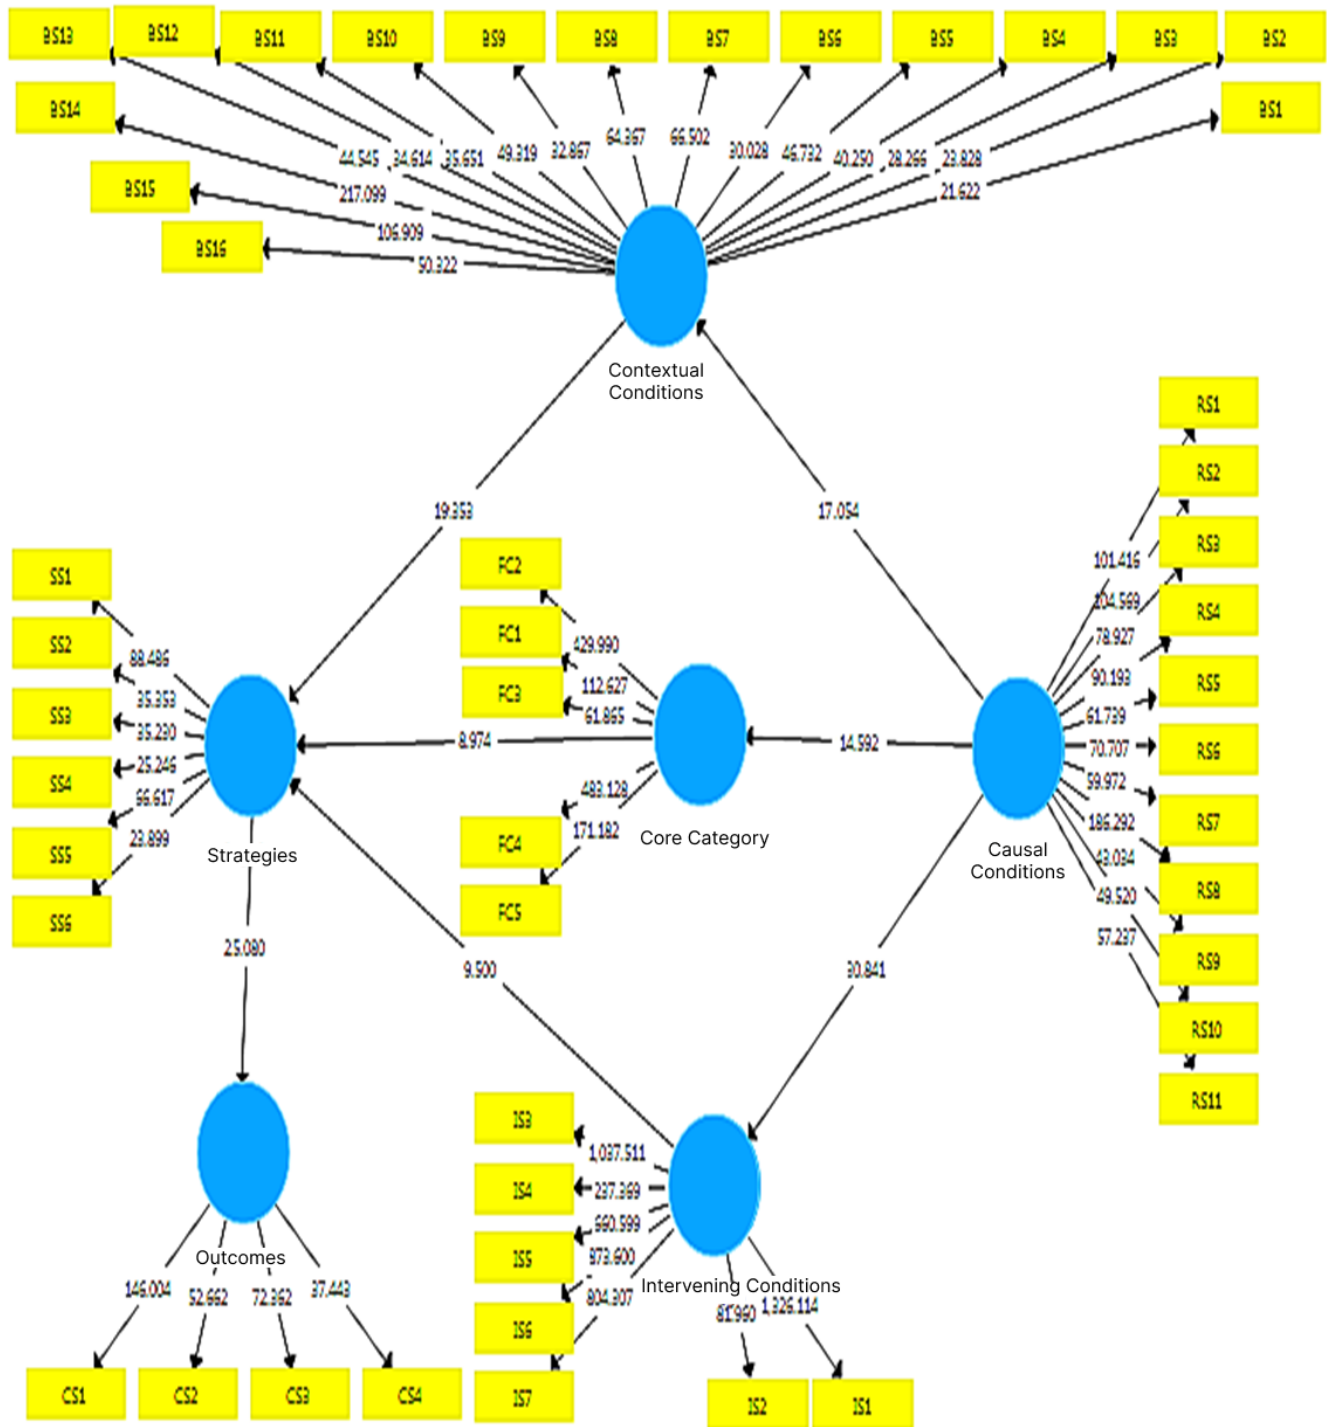 BS13
BS12
BS11
BS10
BS9
BS8
BS7
BS6
BS5
BS4
BS3
BS2
BS14
BS1
BS15
BS16
44.545
34.614
35.651
49.319
32.867
64.367
66.502
30.028
46.732
40.250
28.266
23.828
217.099
21.622
106.909
50.322
Contextual
Conditions
19.353
17.054
RS1
RS2
RS3
RS4
RS5
RS6
RS7
RS8
RS9
RS10
RS11
101.416
104.569
78.927
90.193
61.739
70.707
59.972
186.292
43.034
49.520
57.237
SS1
SS2
SS3
SS4
SS5
SS6
88.486
35.353
35.230
25.246
66.617
23.899
FC2
FC1
FC3
FC4
FC5
429.990
112.627
61.865
483.128
171.182
8.974
14.592
Strategies
Core Category
Causal
Conditions
25.080
9.500
30.841
IS3
IS4
IS5
IS6
IS7
1,037.511
237.369
660.599
973.600
804.307
Outcomes
Intervening Conditions
146.004
52.662
72.362
37.443
81.960
1,326.114
CS1
CS2
CS3
CS4
IS2
IS1